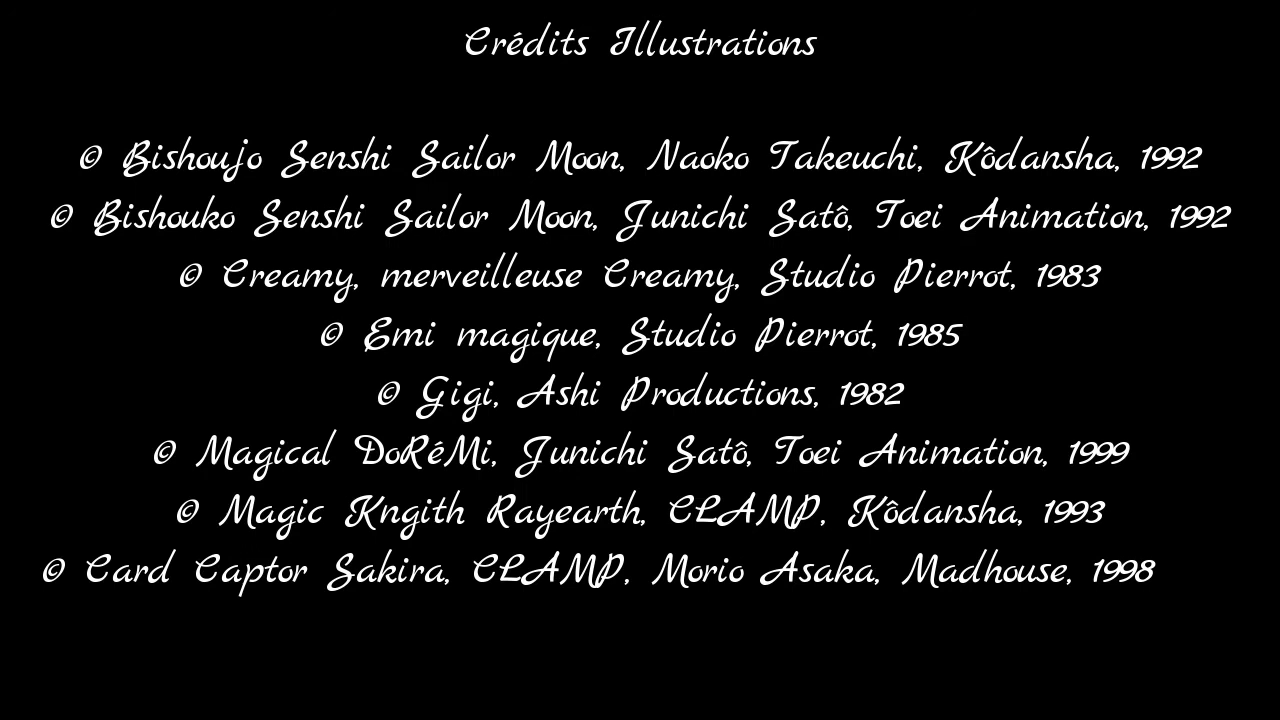 Crédits Illustrations
© Bishoujo Senshi Sailor Moon, Naoko Takeuchi, Kôdansha, 1992
© Bishouko Senshi Sailor Moon, Junichi Satô, Toei Animation, 1992
© Creamy, merveilleuse Creamy, Studio Pierrot, 1983
© Emi magique, Studio Pierrot, 1985
© Gigi, Ashi Productions, 1982
© Magical DoRéMi, Junichi Satô, Toei Animation, 1999
© Magic Kngith Rayearth, CLAMP, Kôdansha, 1993
© Card Captor Sakira, CLAMP, Morio Asaka, Madhouse, 1998